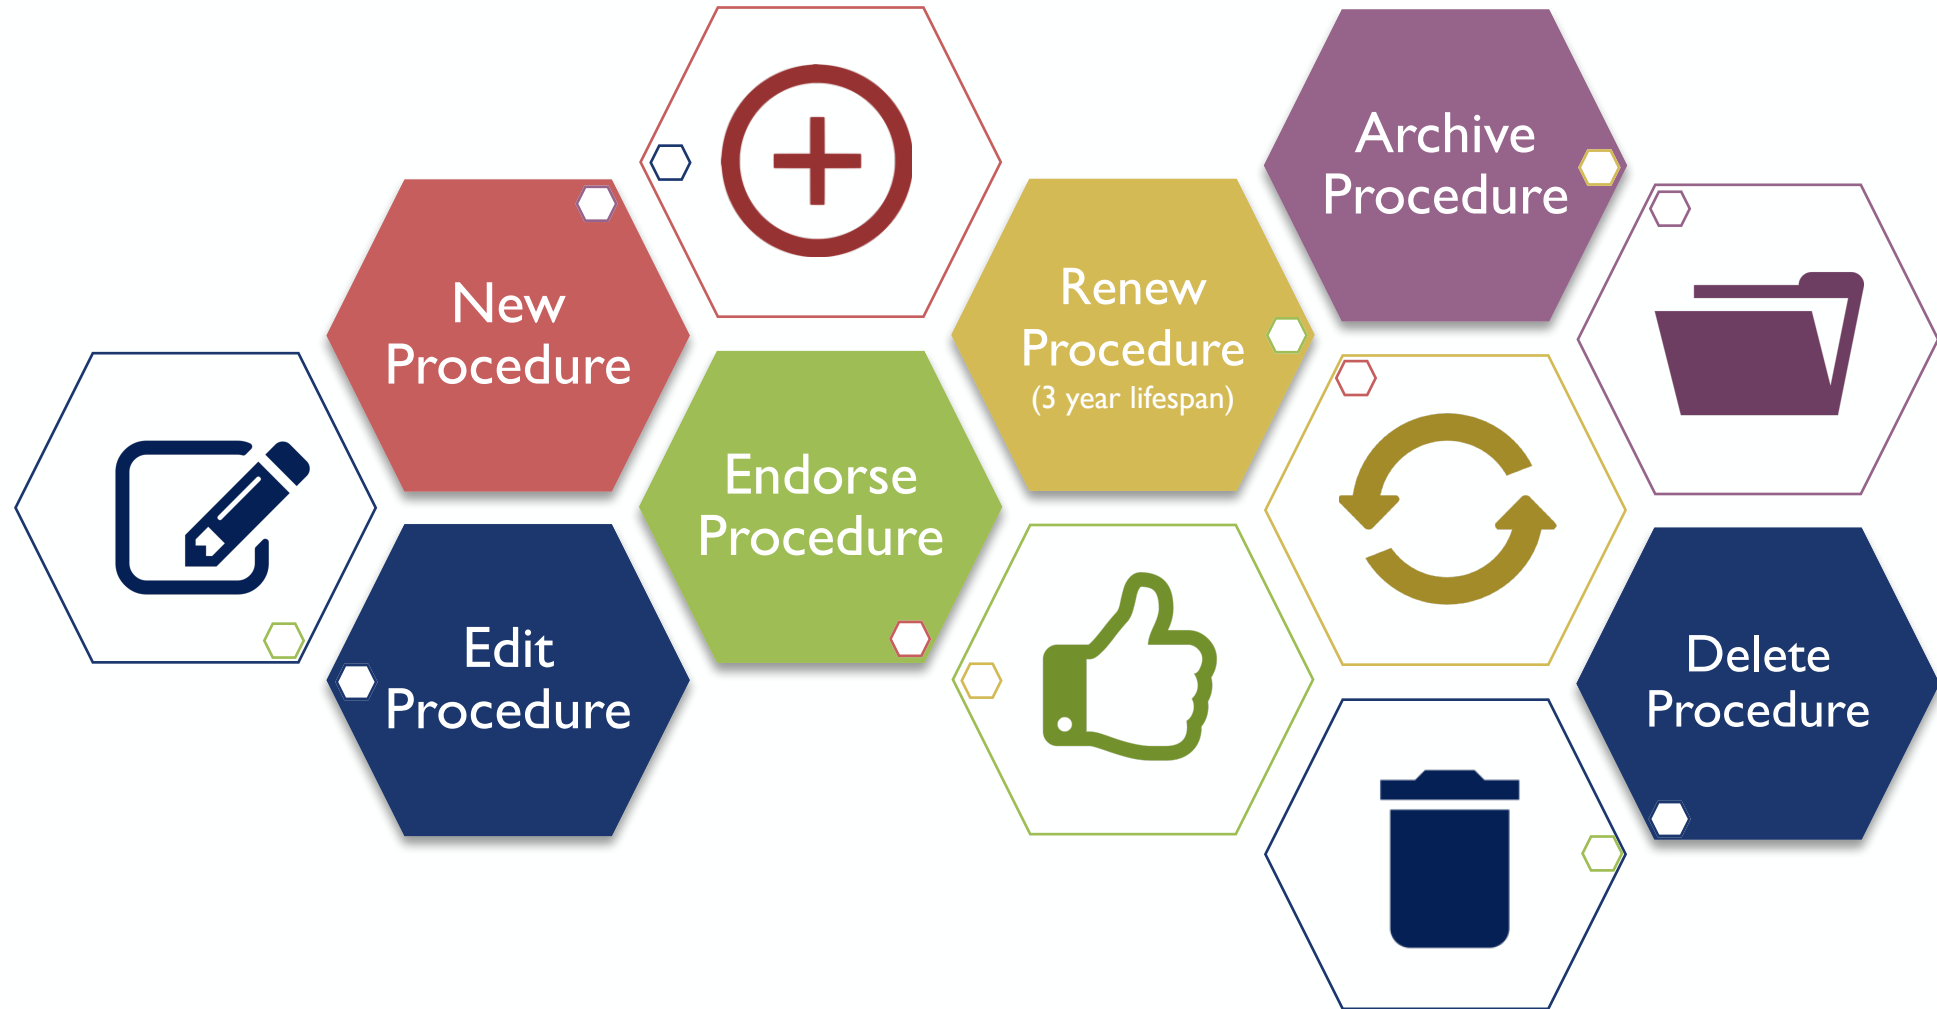 New
Procedure
Edit
Procedure
Endorse
Procedure
Renew
Procedure
(3 year lifespan)
Archive
Procedure
Delete
Procedure